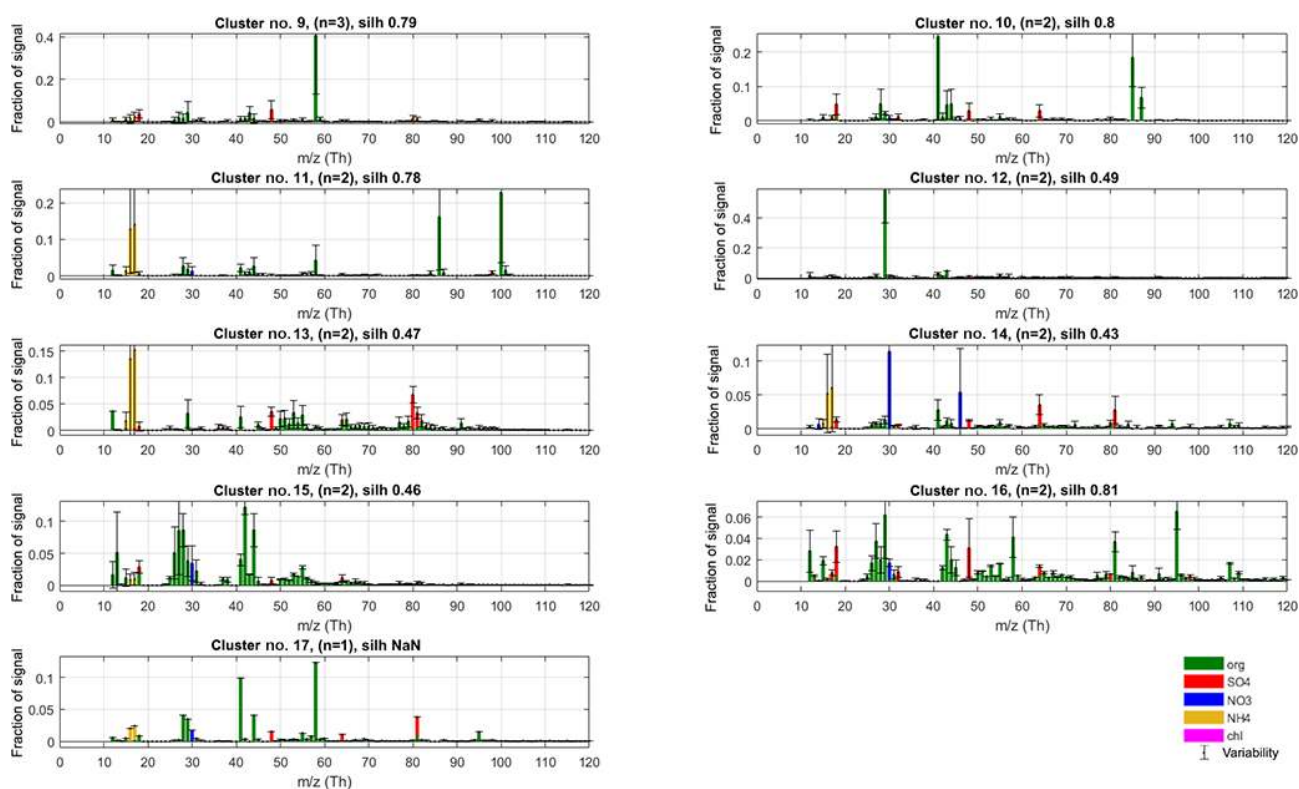 Cluster no. 9, (n=3), silh 0.79
Fraction of signal
0.4
0.2
0
0 10 20 30 40 50 60 70 80 90 100 110 120
m/z (Th)
Cluster no. 10, (n=2), silh 0.8
Fraction of signal
0.2
0.1
0
0 10 20 30 40 50 60 70 80 90 100 110 120
m/z (Th)
Cluster no. 11, (n=2), silh 0.78
Fraction of signal
0.2
0.1
0
0 10 20 30 40 50 60 70 80 90 100 110 120
m/z (Th)
Cluster no. 12, (n=2), silh 0.49
Fraction of signal
0.4
0.2
0
0 10 20 30 40 50 60 70 80 90 100 110 120
m/z (Th)
Cluster no. 13, (n=2), silh 0.47
Fraction of signal
0.15
0.1
0.05
0
0 10 20 30 40 50 60 70 80 90 100 110 120
m/z (Th)
Cluster no. 14, (n=2), silh 0.43
Fraction of signal
0.1
0.05
0
0 10 20 30 40 50 60 70 80 90 100 110 120
m/z (Th)
Cluster no. 15, (n=2), silh 0.46
Fraction of signal
0.1
0.05
0
0 10 20 30 40 50 60 70 80 90 100 110 120
m/z (Th)
Cluster no. 16, (n=2), silh 0.81
Fraction of signal
0.06
0.04
0.02
0
0 10 20 30 40 50 60 70 80 90 100 110 120
m/z (Th)
Cluster no. 17, (n=1), silh NaN
Fraction of signal
0.1
0.05
0
0 10 20 30 40 50 60 70 80 90 100 110 120
m/z (Th)
org
SO4
NO3
NH4
chl
Variability